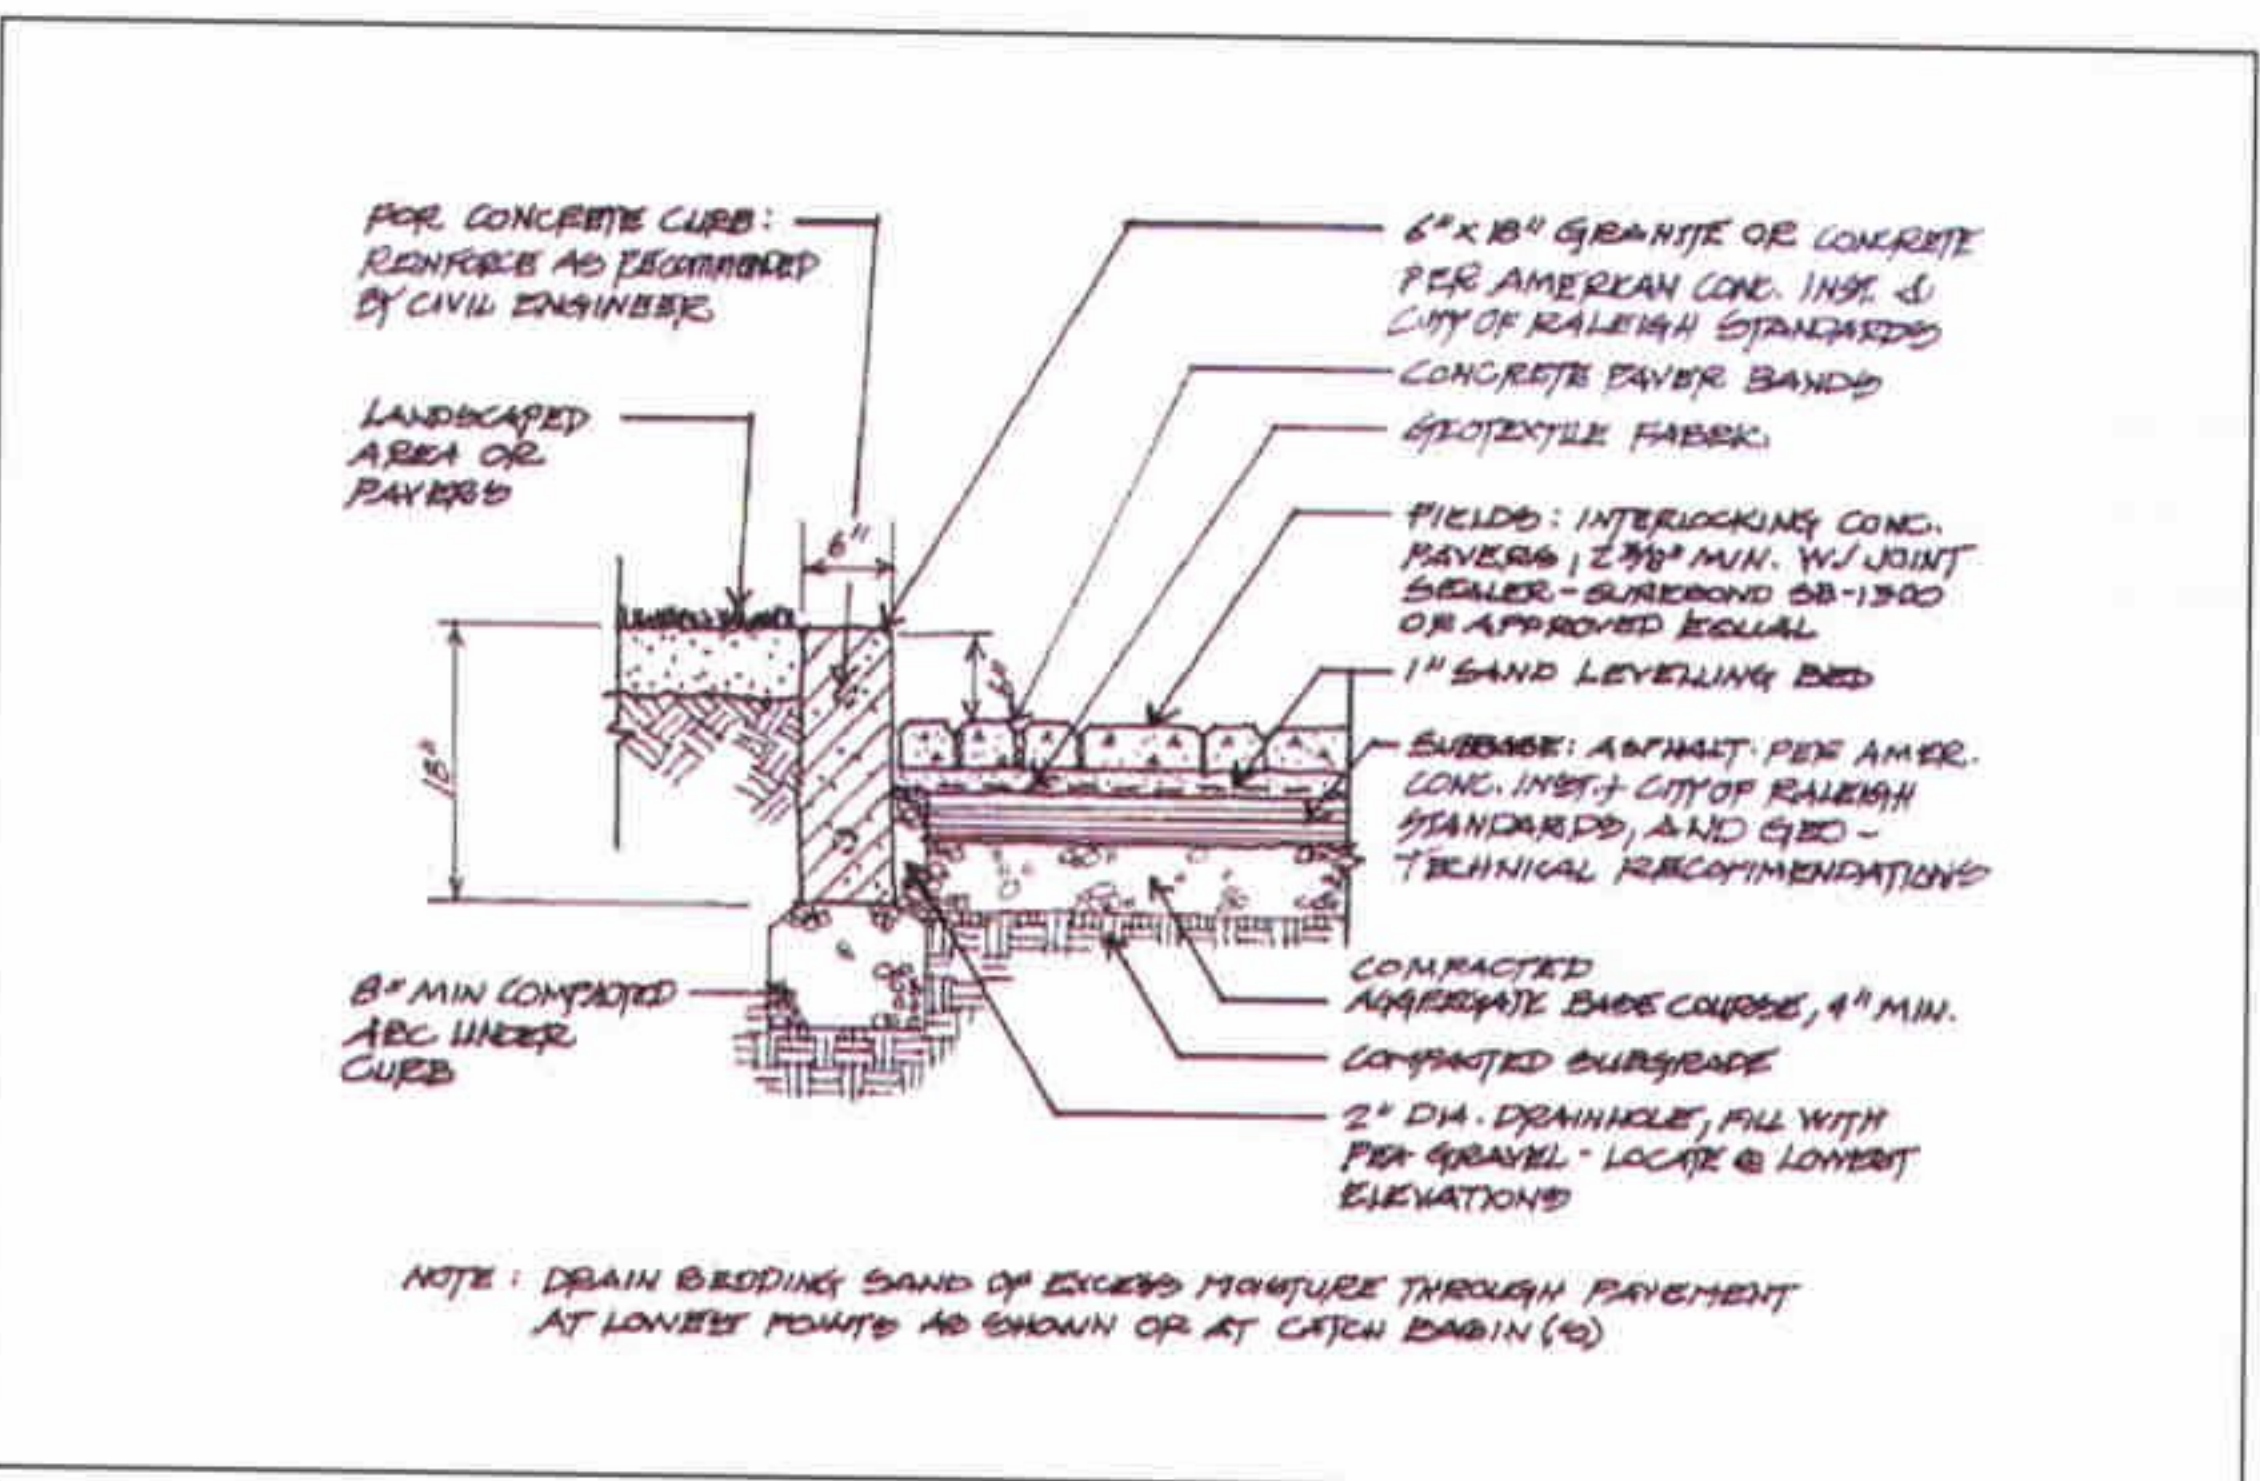 FOR CONCRETE CURB:
REINFORCE AS RECOMMENDED
BY CIVIL ENGINEER
LANDSCAPED
AREA OR
PAVERS
6"
18"
6"
8" MIN COMPACTED
ABC UNDER
CURB
6" x 18" GRANITE OR CONCRETE
PER AMERICAN CONC. INST. &
CITY OF RALEIGH STANDARDS
CONCRETE PAVER BANDS
GEOTEXTILE FABRIC
FIELDS: INTERLOCKING CONC.
PAVERS, 2 3/8" MIN. W/ JOINT
SEALER - SUREBOND SB-1300
OR APPROVED EQUAL
1" SAND LEVELLING BED
SUBBASE: ASPHALT PER AMER.
CONC. INST. + CITY OF RALEIGH
STANDARDS, AND GEO-
TECHNICAL RECOMMENDATIONS
COMPACTED
AGGREGATE BASE COURSE, 4" MIN.
COMPACTED SUBGRADE
2" DIA. DRAINHOLE, FILL WITH
PEA GRAVEL - LOCATE @ LOWEST
ELEVATIONS
NOTE: DRAIN BEDDING SAND OF EXCESS MOISTURE THROUGH PAVEMENT
AT LOWEST POINTS AS SHOWN OR AT CATCH BASIN(S)